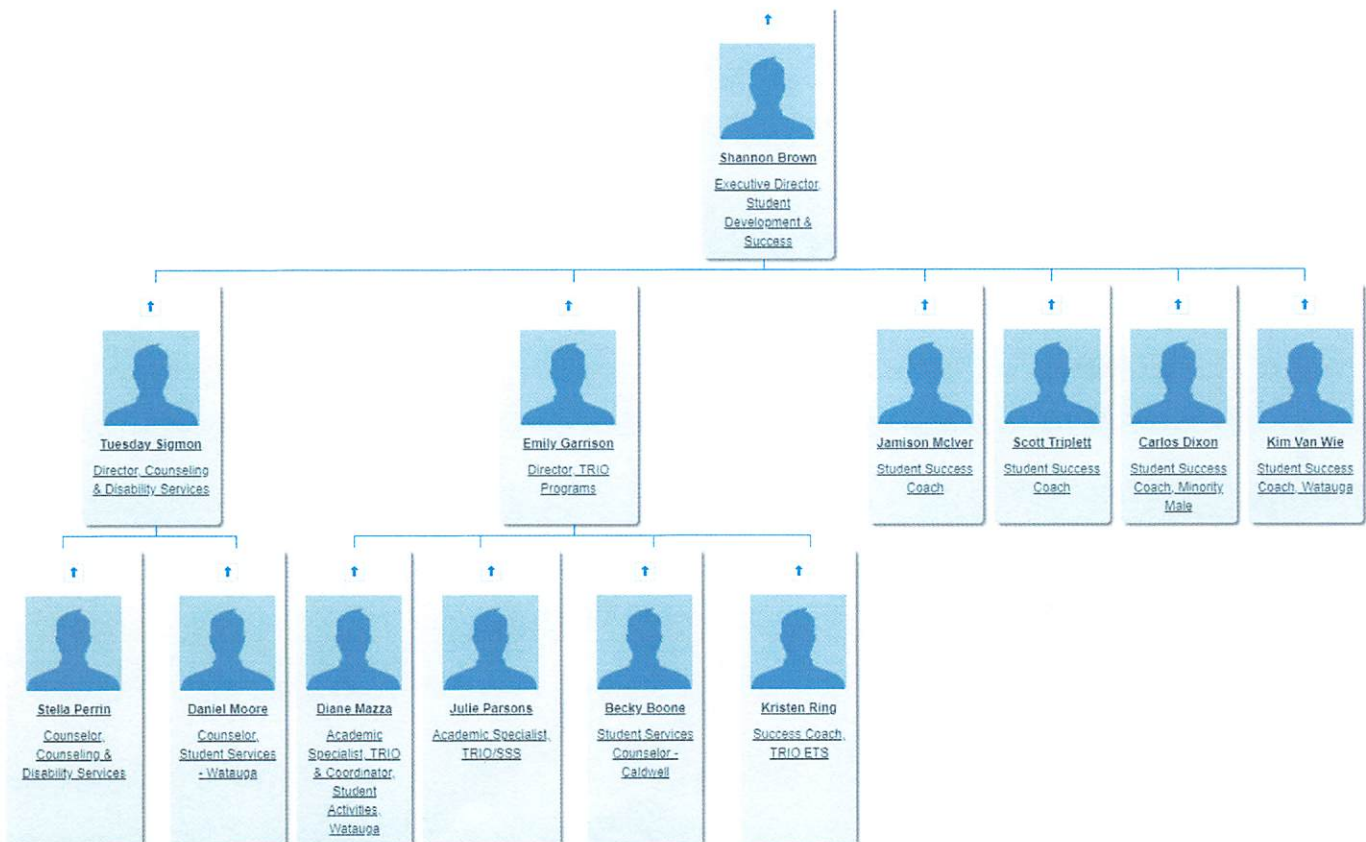 Shannon Brown
Executive Director,
Student
Development &
Success
Tuesday Sigmon
Director, Counseling
& Disability Services
Emily Garrison
Director, TRIO
Programs
Jamison McIver
Student Success
Coach
Scott Triplett
Student Success
Coach
Carlos Dixon
Student Success
Coach, Minority
Male
Kim Van Wie
Student Success
Coach, Watauga
Stella Perrin
Counselor,
Counseling &
Disability Services
Daniel Moore
Counselor,
Student Services
- Watauga
Diane Mazza
Academic
Specialist, TRIO
& Coordinator,
Student
Activities,
Watauga
Julie Parsons
Academic Specialist,
TRIO/SSS
Becky Boone
Student Services
Counselor -
Caldwell
Kristen Ring
Success Coach,
TRIO ETS